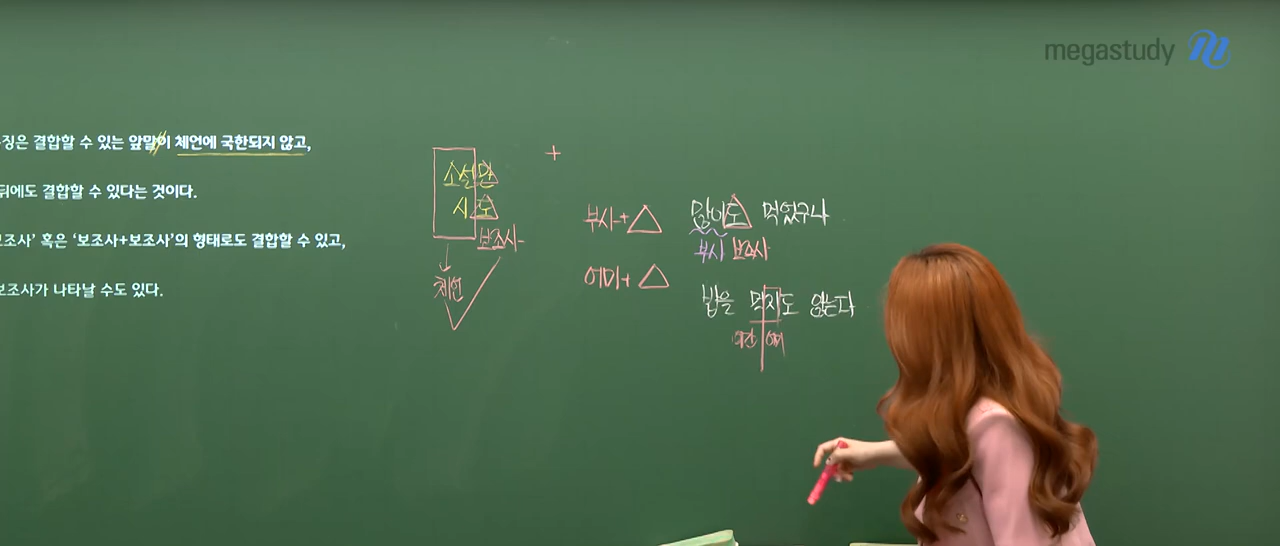 megastudy
징은 결합할 수 있는 앞말이 체언에 국한되지 않고,
뒤에도 결합할 수 있다는 것이다.
보조사’ 혹은 ‘보조사+보조사’의 형태로도 결합할 수 있고,
보조사가 나타날 수도 있다.
소설만
시도
보조사
체언
+
부사+△
많이도 먹었구나
부사 보조사
어미+△
밥을 먹지도 않는다
어간 어미